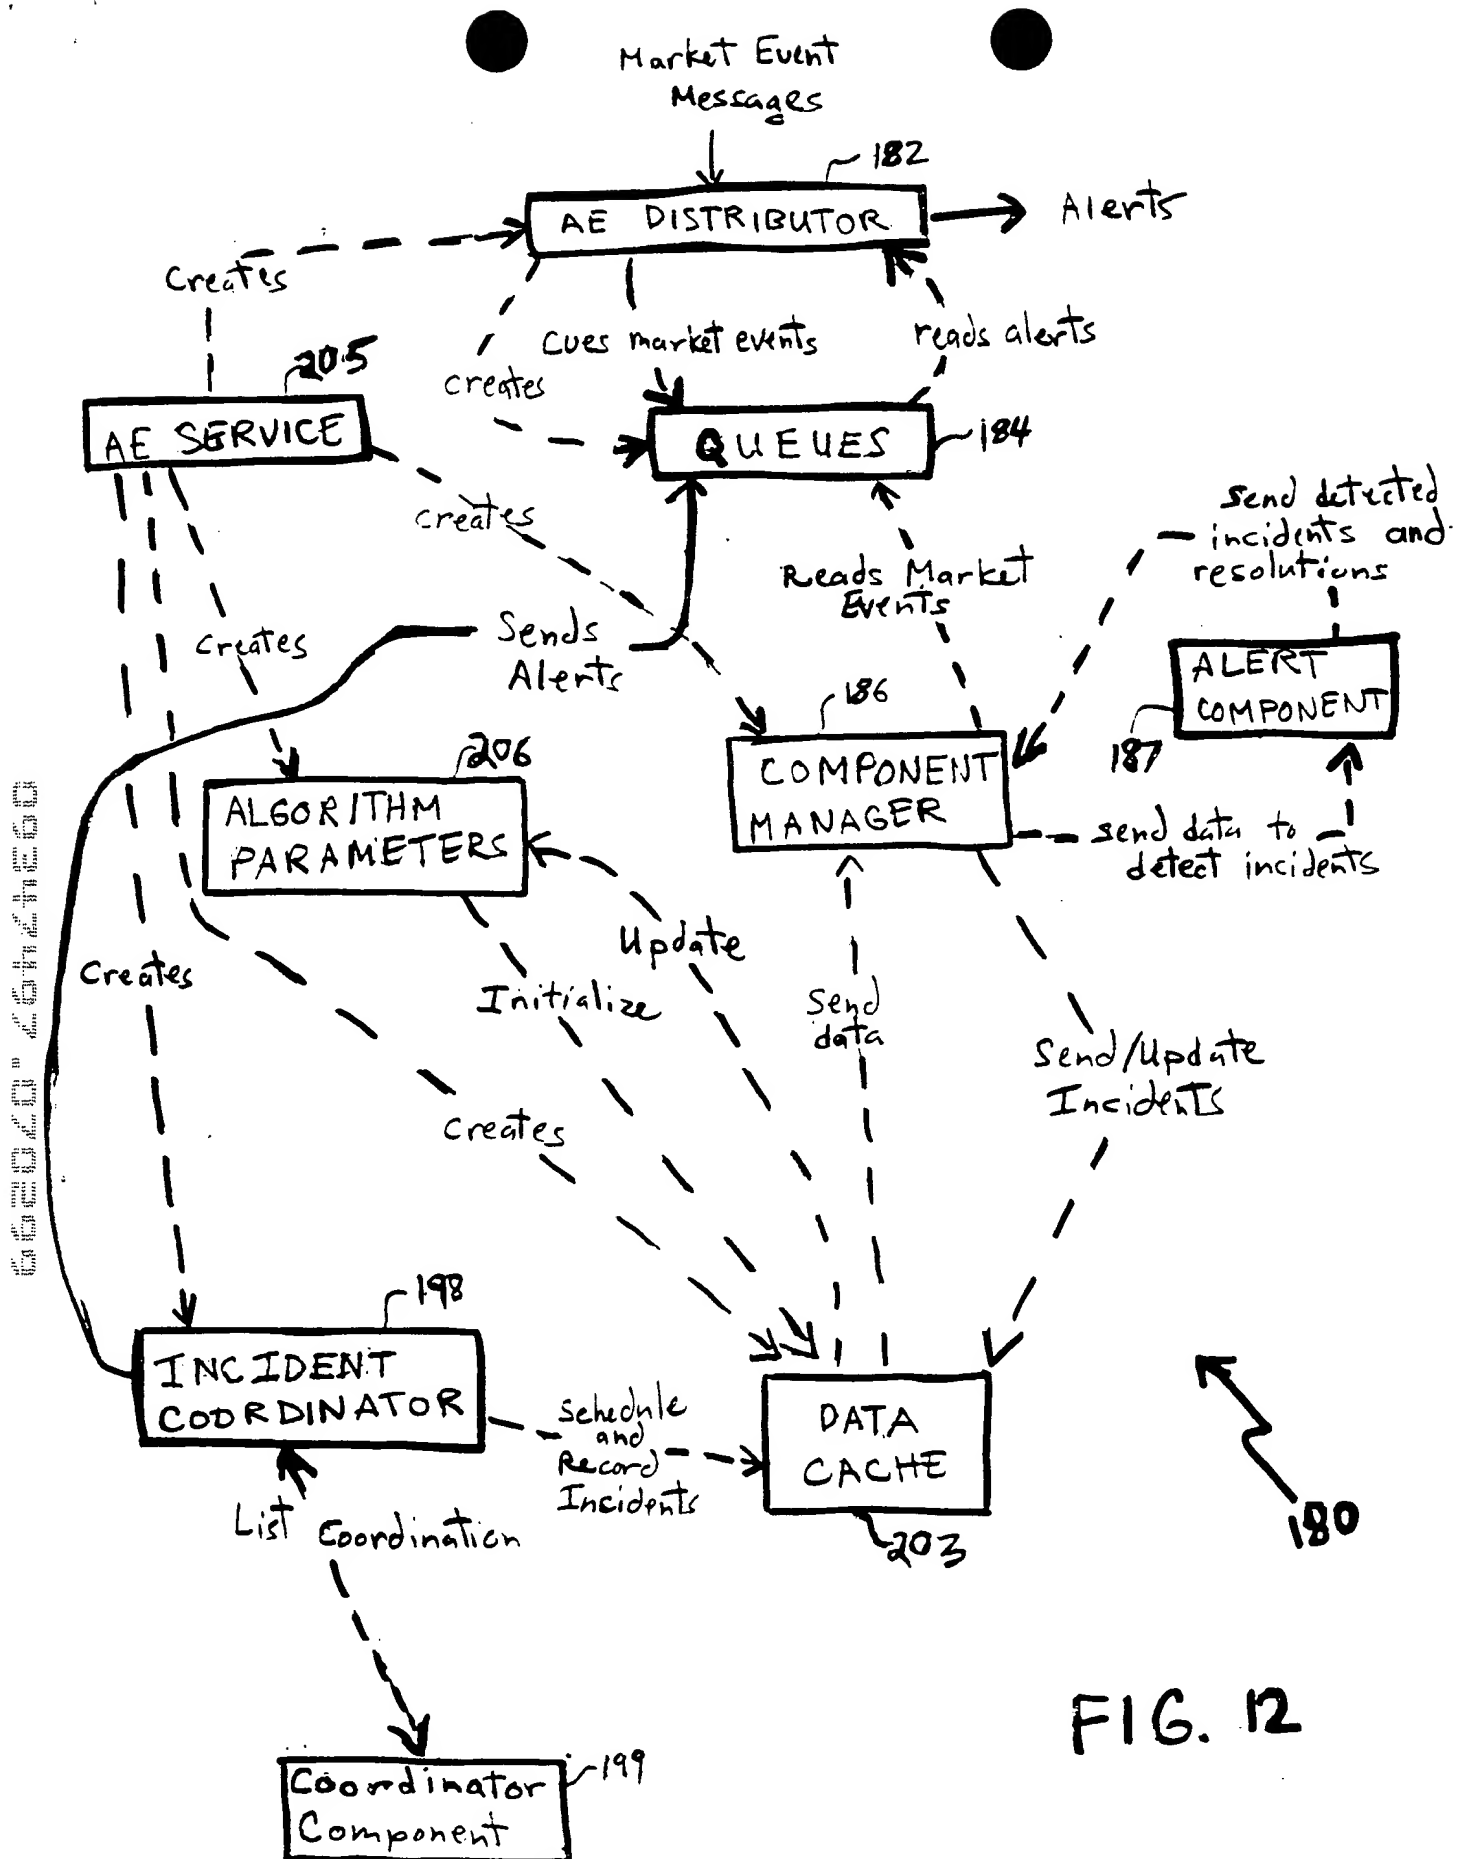 Market Event
Messages
182
AE DISTRIBUTOR
Alerts
Creates
Cues market events
reads alerts
creates
205
AE SERVICE
QUEUES
184
creates
Send detected
incidents and
resolutions
Reads Market
Events
Creates
Sends
Alerts
ALERT
COMPONENT
187
186
COMPONENT
MANAGER
206
ALGORITHM
PARAMETERS
send data to
detect incidents
Update
Creates
Initialize
Send
data
Send/Update
Incidents
Creates
198
INCIDENT
COORDINATOR
Schedule
and
Record
Incidents
DATA
CACHE
203
List Coordination
180
FIG. 12
199
Coordinator
Component